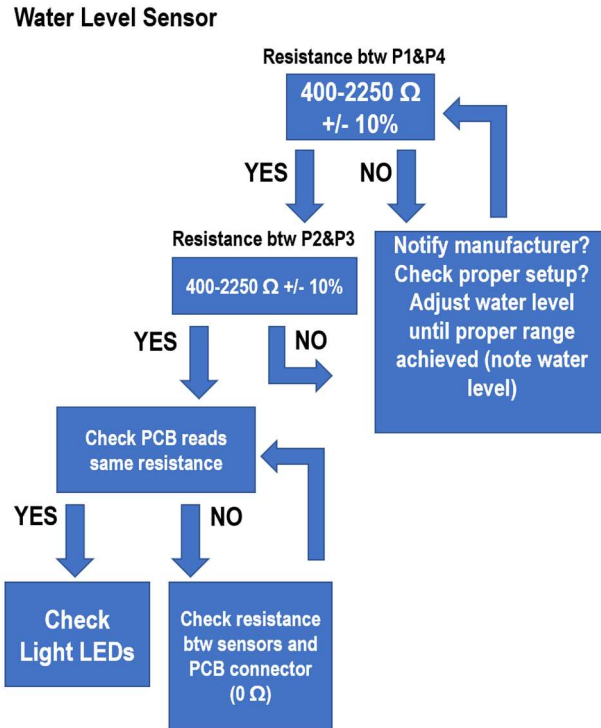 Water Level Sensor
Resistance btw P1&P4
400-2250 Ω
+/- 10%
YES
NO
Resistance btw P2&P3
400-2250 Ω +/- 10%
Notify manufacturer?
Check proper setup?
Adjust water level
until proper range
achieved (note water
level)
YES
NO
Check PCB reads
same resistance
YES
NO
Check
Light LEDs
Check resistance
btw sensors and
PCB connector
(0 Ω)